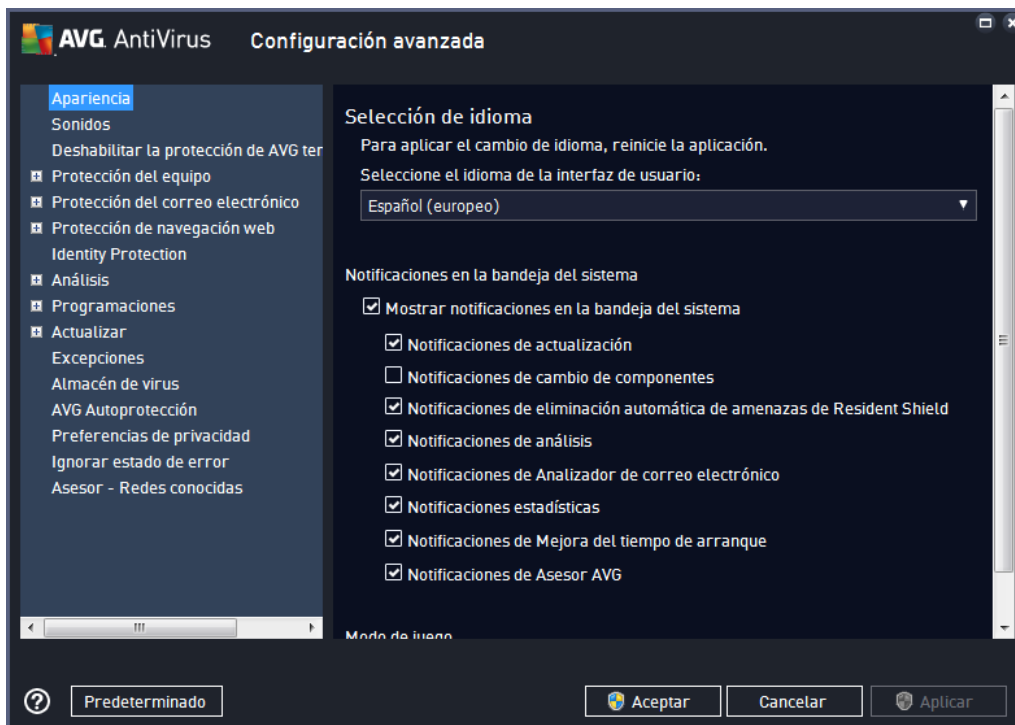 AVG. AntiVirus Configuración avanzada
Apariencia
Sonidos
Deshabilitar la protección de AVG ter
Protección del equipo
Protección del correo electrónico
Protección de navegación web
Identity Protection
Análisis
Programaciones
Actualizar
Excepciones
Almacén de virus
AVG Autoprotección
Preferencias de privacidad
Ignorar estado de error
Asesor - Redes conocidas
Selección de idioma
Para aplicar el cambio de idioma, reinicie la aplicación.
Seleccione el idioma de la interfaz de usuario:
Español (europeo)
Notificaciones en la bandeja del sistema
Mostrar notificaciones en la bandeja del sistema
Notificaciones de actualización
Notificaciones de cambio de componentes
Notificaciones de eliminación automática de amenazas de Resident Shield
Notificaciones de análisis
Notificaciones de Analizador de correo electrónico
Notificaciones estadísticas
Notificaciones de Mejora del tiempo de arranque
Notificaciones de Asesor AVG
Modo de juego
? Predeterminado Aceptar Cancelar Aplicar